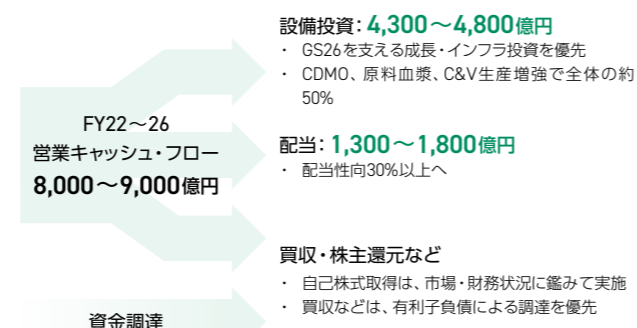 設備投資：4,300～4,800億円
・ GS26を支える成長・インフラ投資を優先
・ CDMO、原料血漿、C&V生産増強で全体の約
50%
FY22～26
営業キャッシュ・フロー
8,000～9,000億円
配当：1,300～1,800億円
・ 配当性向30%以上へ
買収・株主還元など
・ 自己株式取得は、市場・財務状況に鑑みて実施
・ 買収などは、有利子負債による調達を優先
資金調達